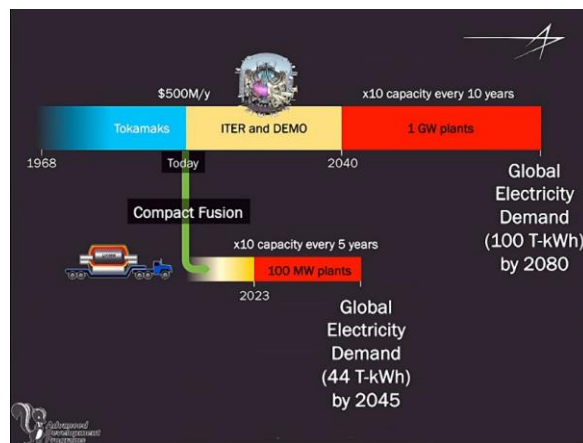 $500M/y
x10 capacity every 10 years
Tokamaks
ITER and DEMO
1 GW plants
1968
Today
2040
Global
Electricity
Demand
(100 T-kWh)
by 2080
Compact Fusion
x10 capacity every 5 years
100 MW plants
2023
Global
Electricity
Demand
(44 T-kWh)
by 2045
Advanced
Development
Programs